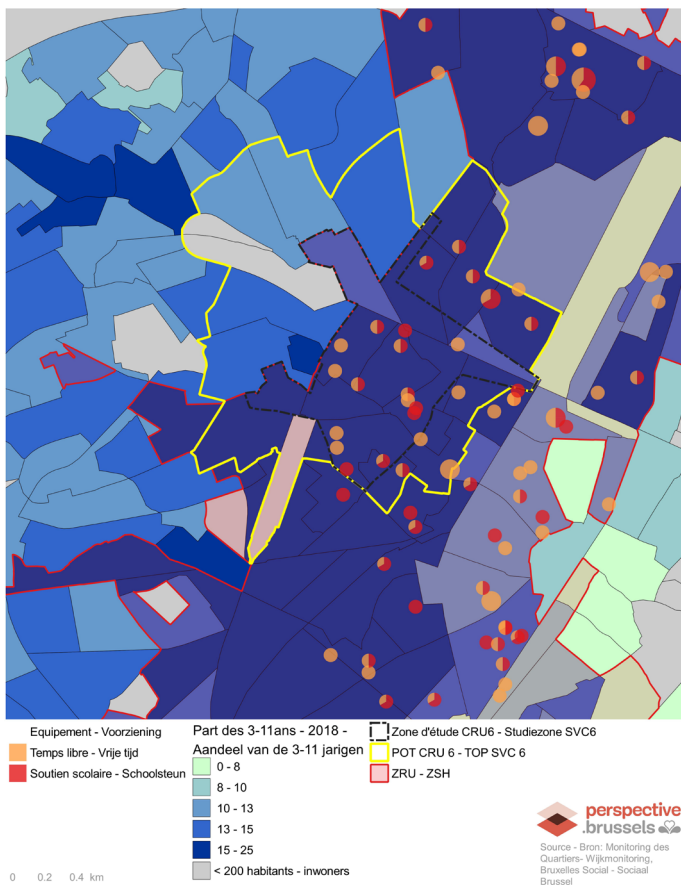 Equipement - Voorziening
Temps libre - Vrije tijd
Soutien scolaire - Schoolsteun
Part des 3-11ans - 2018 -
Aandeel van de 3-11 jarigen
0 - 8
8 - 10
10 - 13
13 - 15
15 - 25
< 200 habitants - inwoners
Zone d'étude CRU6 - Studiezone SVC6
POT CRU 6 - TOP SVC 6
ZRU - ZSH
perspective
.brussels
Source - Bron: Monitoring des
Quartiers- Wijkmonitoring,
Bruxelles Social - Sociaal
Brussel
0 0.2 0.4 km